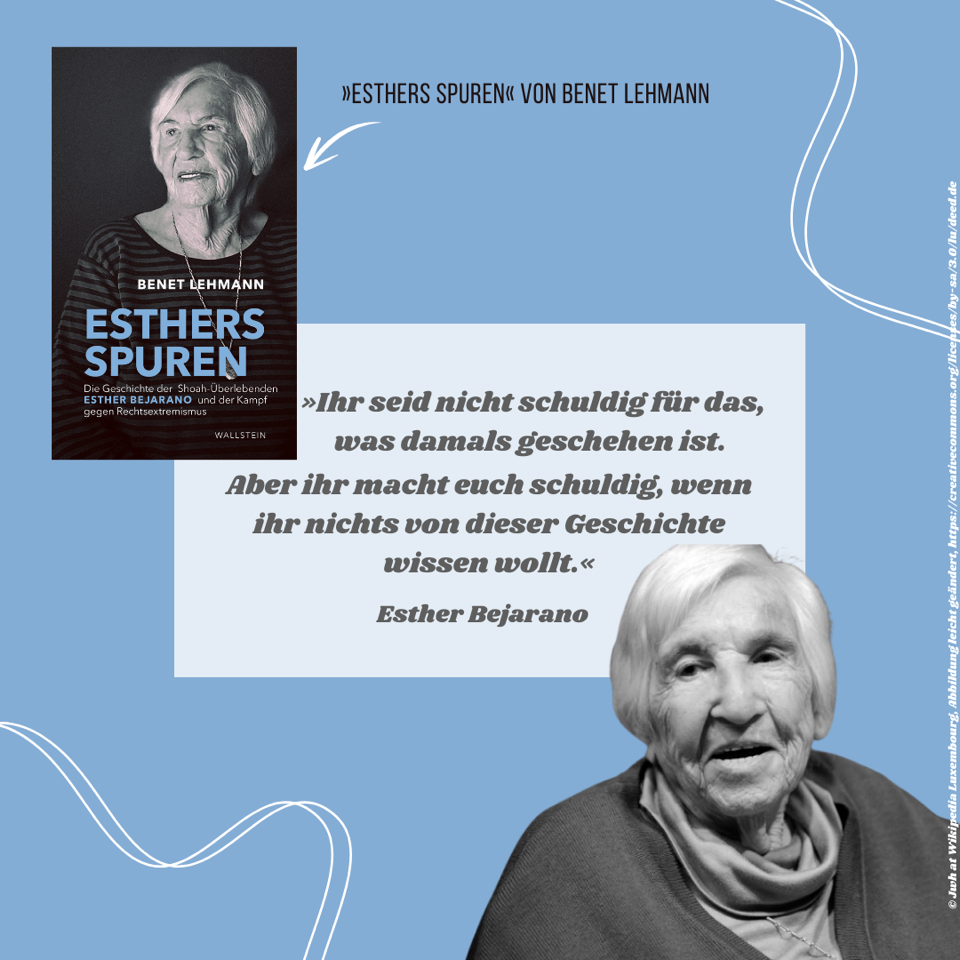 »ESTHERS SPUREN« VON BENET LEHMANN
BENET LEHMANN
ESTHERS
SPUREN
Die Geschichte der Shoah-Überlebenden
ESTHER BEJARANO und der Kampf
gegen Rechtsextremismus
WALLSTEIN
»Ihr seid nicht schuldig für das,
was damals geschehen ist.
Aber ihr macht euch schuldig, wenn
ihr nichts von dieser Geschichte
wissen wollt.«
Esther Bejarano
© Jwh at Wikipedia Luxembourg, Abbildung leicht geändert, https://creativecommons.org/licenses/by-sa/3.0/lu/deed.de